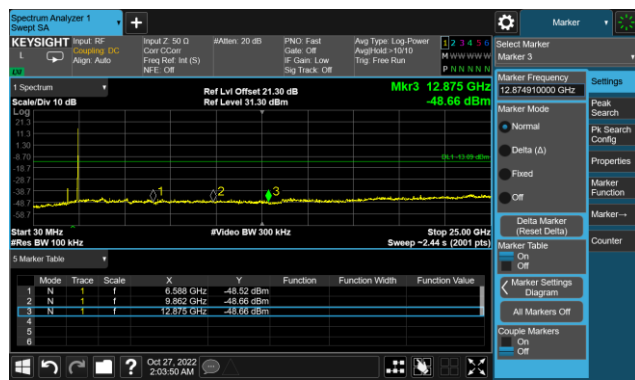 Spectrum Analyzer 1
Swept SA
Marker
KEYSIGHT
L
Input: RF
Coupling: DC
Align: Auto
Input Z: 50 Ω
Corr CCorr
Freq Ref: Int (S)
NFE: Off
#Atten: 20 dB
PNO: Fast
Gate: Off
IF Gain: Low
Sig Track: Off
Avg Type: Log-Power
Avg|Hold:>10/10
Trig: Free Run
1 2 3 4 5 6
M W W W W W
P N N N N N
Select Marker
Marker 3
1 Spectrum
Scale/Div 10 dB
Ref Lvl Offset 21.30 dB
Ref Level 31.30 dBm
Mkr3 12.875 GHz
-48.66 dBm
Log
21.3
11.3
1.30
-8.70
-18.7
-28.7
-38.7
-48.7
-58.7
DL1 -13.69 dBm
1
2
3
Start 30 MHz
#Res BW 100 kHz
#Video BW 300 kHz
Stop 25.00 GHz
Sweep ~2.44 s (2001 pts)
5 Marker Table
Mode Trace Scale X Y Function Function Width Function Value
1 N 1 f 6.588 GHz -48.52 dBm
2 N 1 f 9.862 GHz -48.66 dBm
3 N 1 f 12.875 GHz -48.66 dBm
4
5
6
Marker Frequency
12.874910000 GHz
Marker Mode
Normal
Delta (Δ)
Fixed
Off
Delta Marker
(Reset Delta)
Marker Table
On
Off
Marker Settings
Diagram
All Markers Off
Couple Markers
On
Off
Settings
Peak
Search
Pk Search
Config
Properties
Marker
Function
Marker→
Counter
?
Oct 27, 2022
2:03:50 AM